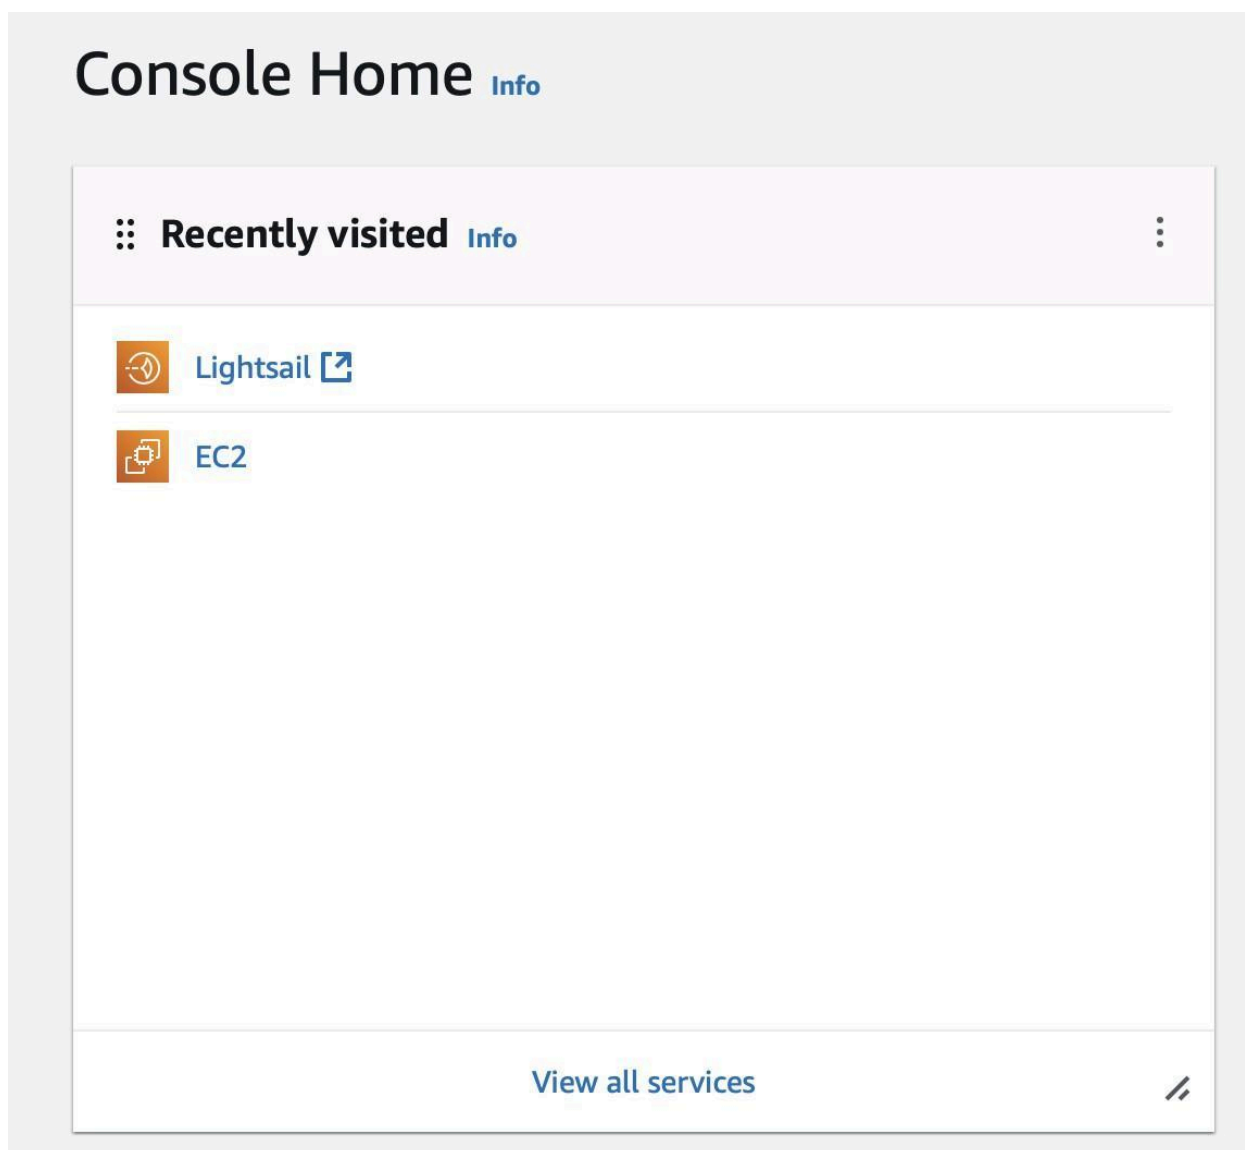 Console Home Info
Recently visited Info
Lightsail
EC2
View all services